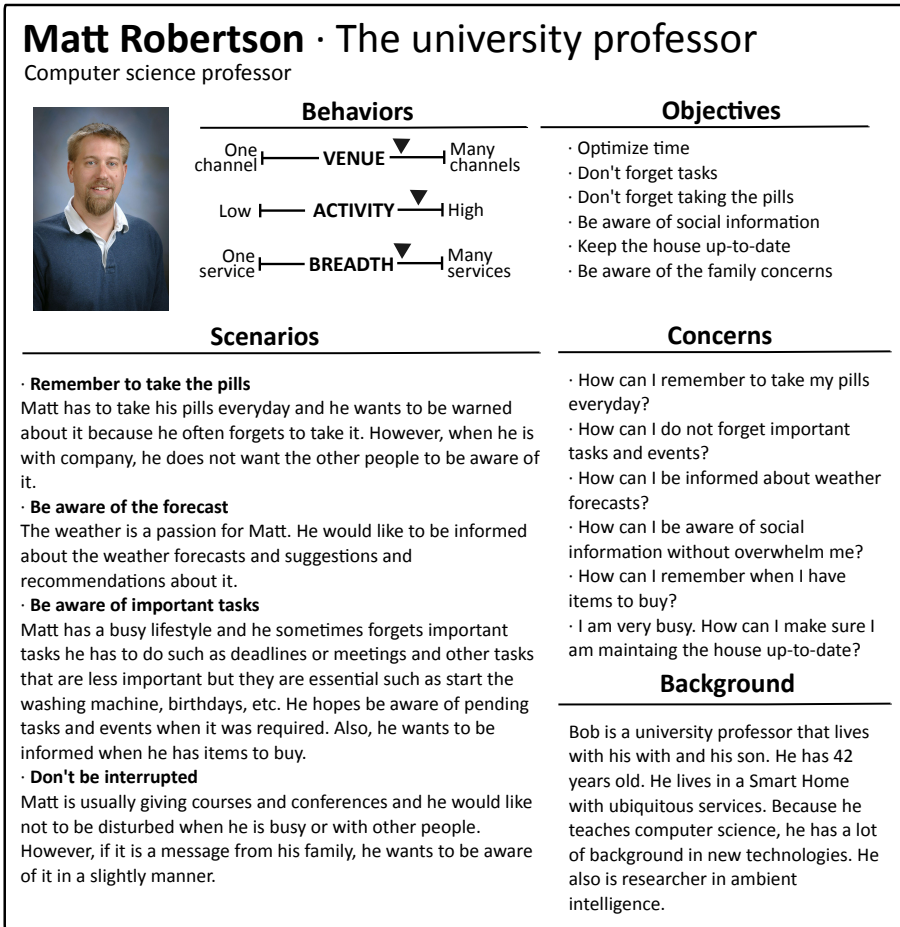 Matt Robertson · The university professor
Computer science professor
Behaviors
One
channel
VENUE
Many
channels
Low
ACTIVITY
High
One
service
BREADTH
Many
services
Objectives
· Optimize time
· Don't forget tasks
· Don't forget taking the pills
· Be aware of social information
· Keep the house up-to-date
· Be aware of the family concerns
Scenarios
· Remember to take the pills
Matt has to take his pills everyday and he wants to be warned
about it because he often forgets to take it. However, when he is
with company, he does not want the other people to be aware of
it.
· Be aware of the forecast
The weather is a passion for Matt. He would like to be informed
about the weather forecasts and suggestions and
recommendations about it.
· Be aware of important tasks
Matt has a busy lifestyle and he sometimes forgets important
tasks he has to do such as deadlines or meetings and other tasks
that are less important but they are essential such as start the
washing machine, birthdays, etc. He hopes be aware of pending
tasks and events when it was required. Also, he wants to be
informed when he has items to buy.
· Don't be interrupted
Matt is usually giving courses and conferences and he would like
not to be disturbed when he is busy or with other people.
However, if it is a message from his family, he wants to be aware
of it in a slightly manner.
Concerns
· How can I remember to take my pills
everyday?
· How can I do not forget important
tasks and events?
· How can I be informed about weather
forecasts?
· How can I be aware of social
information without overwhelm me?
· How can I remember when I have
items to buy?
· I am very busy. How can I make sure I
am maintaing the house up-to-date?
Background
Bob is a university professor that lives
with his with and his son. He has 42
years old. He lives in a Smart Home
with ubiquitous services. Because he
teaches computer science, he has a lot
of background in new technologies. He
also is researcher in ambient
intelligence.